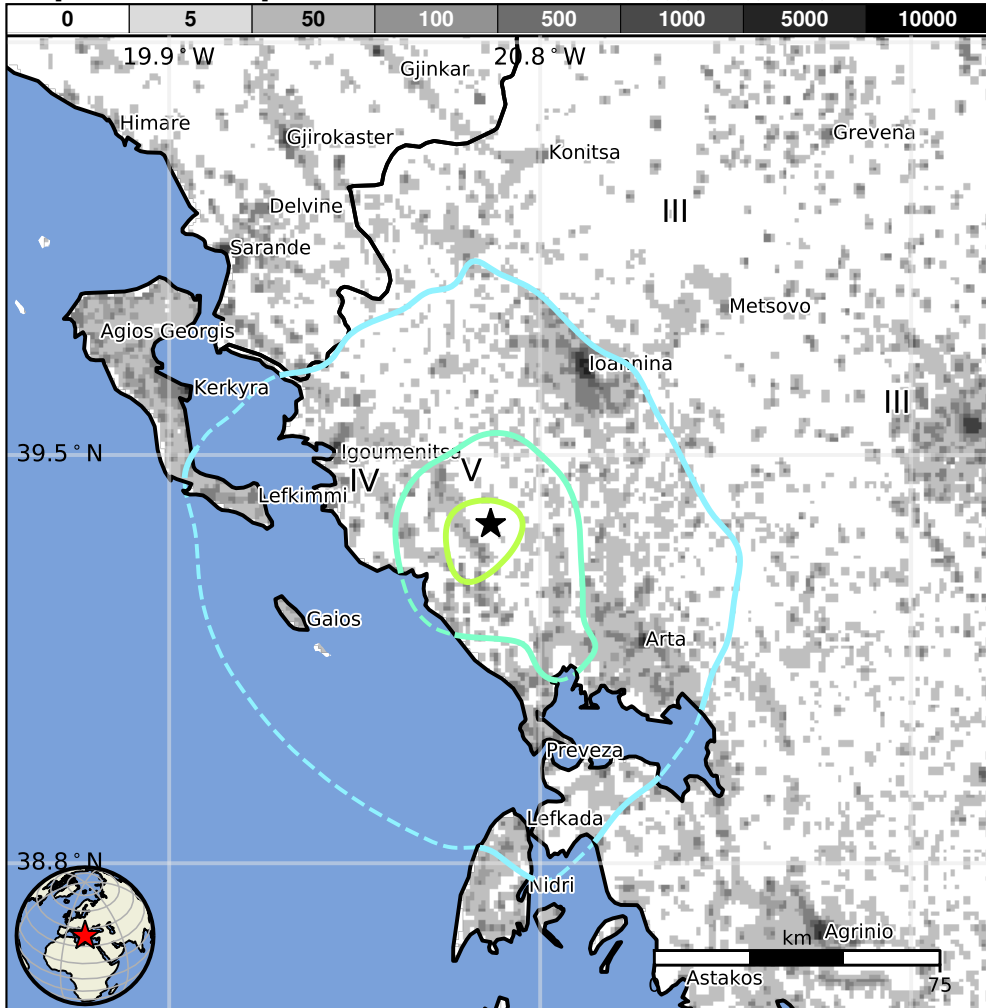 0 5 50 100 500 1000 5000 10000
19.9°W 20.8°W
Gjinkar
Himare
Gjirokaster
Grevena
Konitsa
Delvine
III
Sarande
Metsovo
Agios Georgis
Ioannina
Kerkyra
III
39.5°N
Igoumenitsa
IV V
Lefkimmi
Gaios
Arta
Preveza
Lefkada
38.8°N
Nidri
Agrinio
km
Astakos
0 75